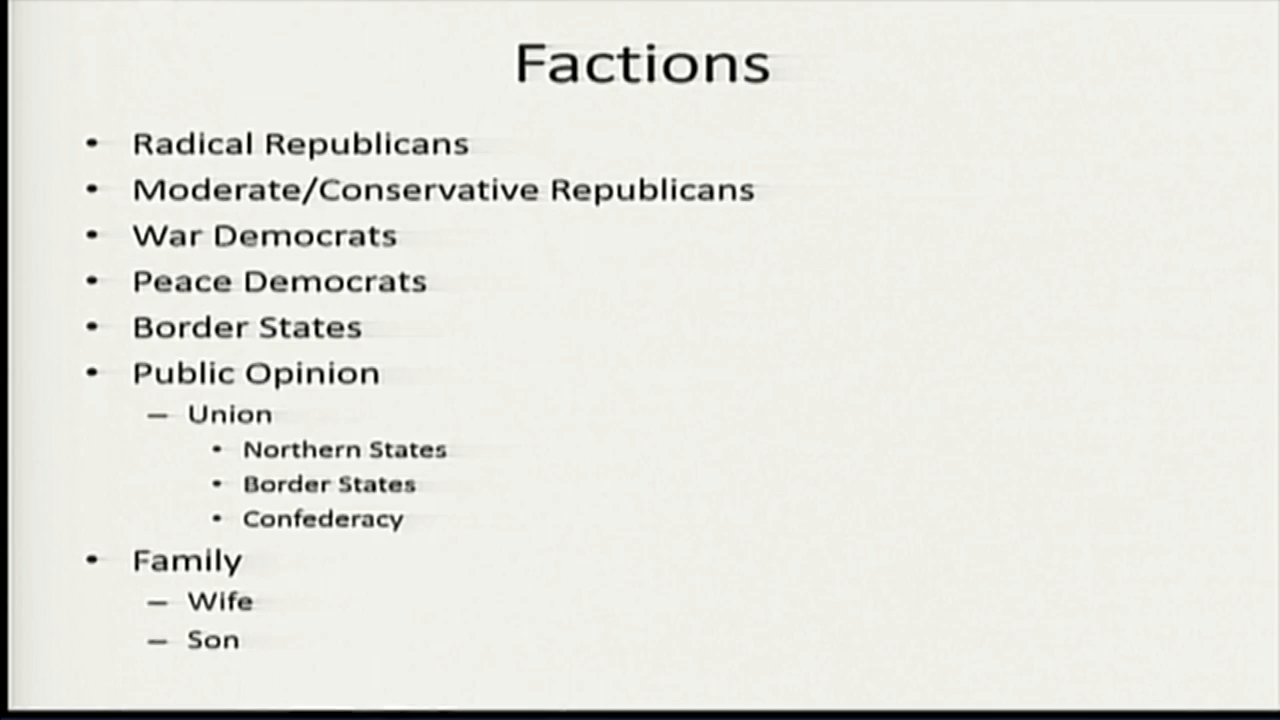 Factions
• Radical Republicans
• Moderate/Conservative Republicans
• War Democrats
• Peace Democrats
• Border States
• Public Opinion
– Union
• Northern States
• Border States
• Confederacy
• Family
– Wife
– Son